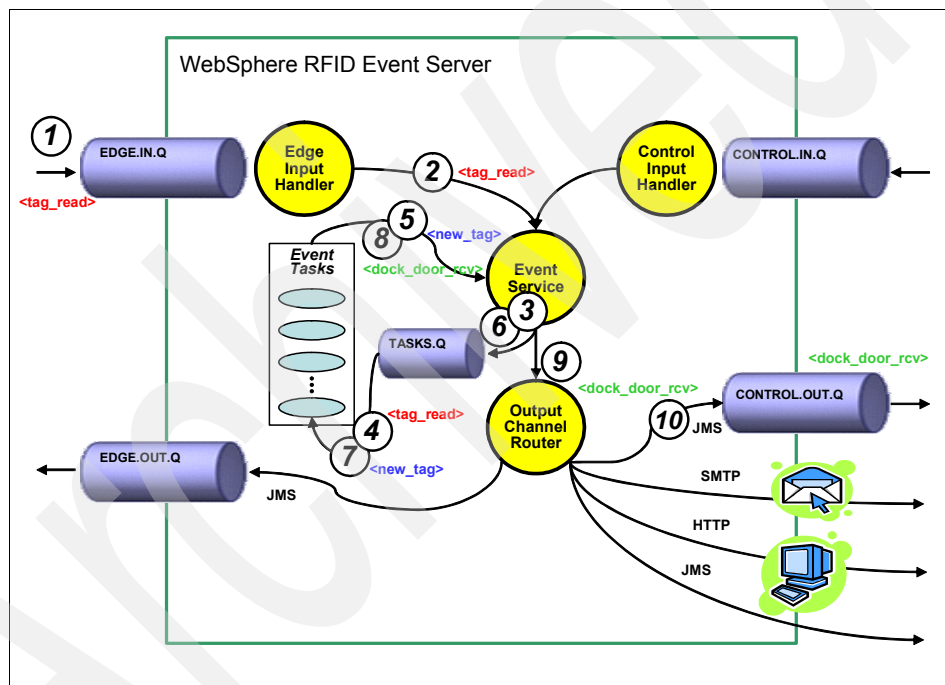 WebSphere RFID Event Server
1
EDGE.IN.Q
<tag_read>
Edge
Input
Handler
2
<tag_read>
Control
Input
Handler
CONTROL.IN.Q
5
8
<new_tag>
<dock_door_rcv>
Event
Tasks
Event
Service
3
6
TASKS.Q
9
<dock_door_rcv>
<dock_door_rcv>
CONTROL.OUT.Q
Output
Channel
Router
10
JMS
4
<tag_read>
7
<new_tag>
EDGE.OUT.Q
JMS
SMTP
HTTP
JMS
Archived